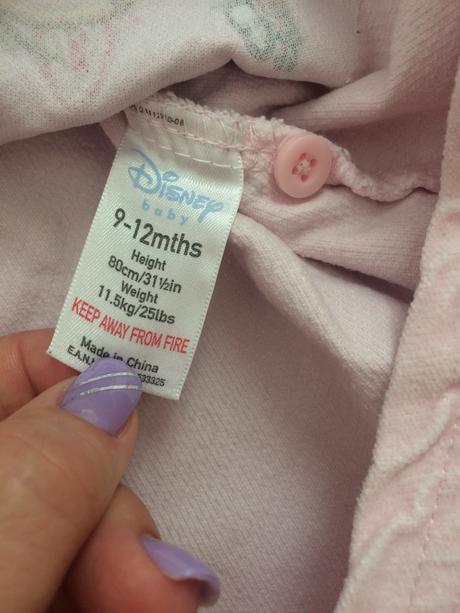 Disney
baby
9-12mths
Height
80cm/31½in
Weight
11.5kg/25lbs
KEEP AWAY FROM FIRE
Made in China
E.A.N. 33325